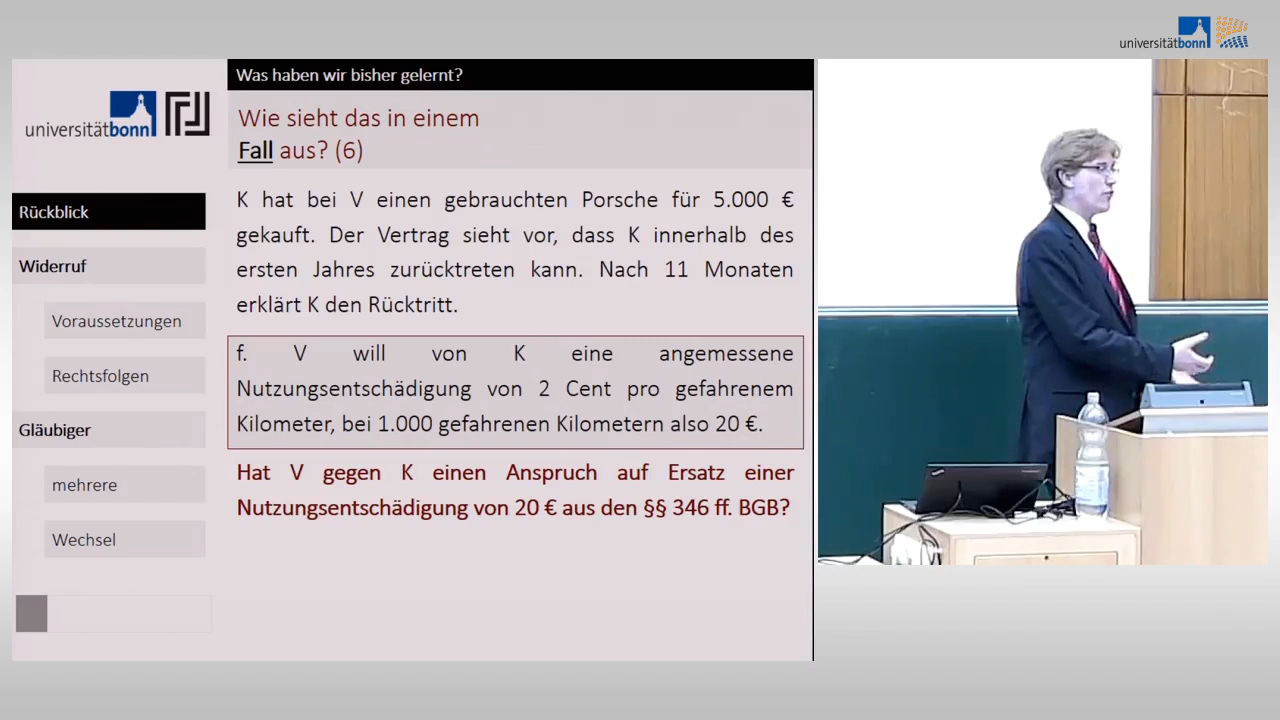 universitätbonn
Was haben wir bisher gelernt?
universitätbonn
Wie sieht das in einem
Fall aus? (6)
Rückblick
Widerruf
Voraussetzungen
Rechtsfolgen
Gläubiger
mehrere
Wechsel
K hat bei V einen gebrauchten Porsche für 5.000 €
gekauft. Der Vertrag sieht vor, dass K innerhalb des
ersten Jahres zurücktreten kann. Nach 11 Monaten
erklärt K den Rücktritt.
f. V will von K eine angemessene
Nutzungsentschädigung von 2 Cent pro gefahrenem
Kilometer, bei 1.000 gefahrenen Kilometern also 20 €.
Hat V gegen K einen Anspruch auf Ersatz einer
Nutzungsentschädigung von 20 € aus den §§ 346 ff. BGB?